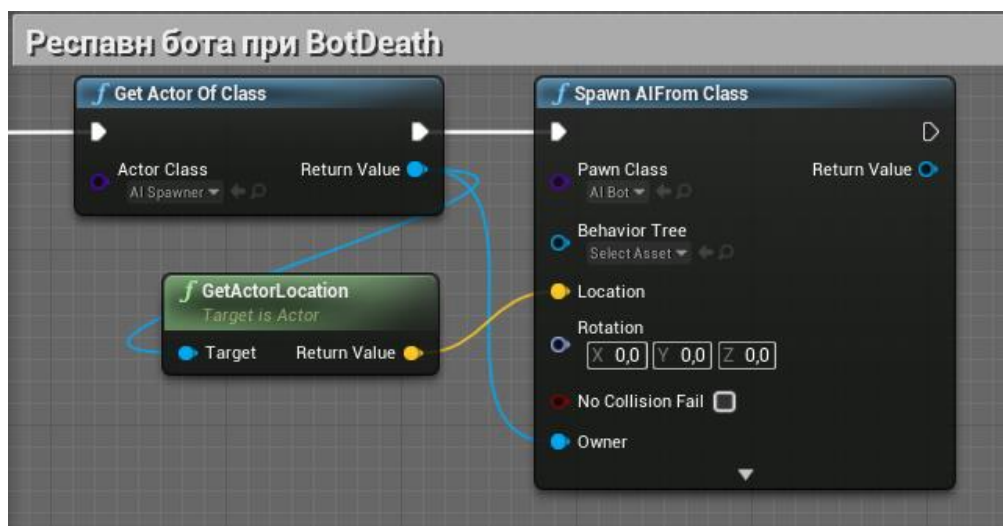 Респавн бота при BotDeath
Get Actor Of Class
Actor Class
AI Spawner
Return Value
GetActorLocation
Target is Actor
Target
Return Value
Spawn AIFrom Class
Pawn Class
AI Bot
Return Value
Behavior Tree
Select Asset
Location
Rotation
X 0,0 Y 0,0 Z 0,0
No Collision Fail
Owner